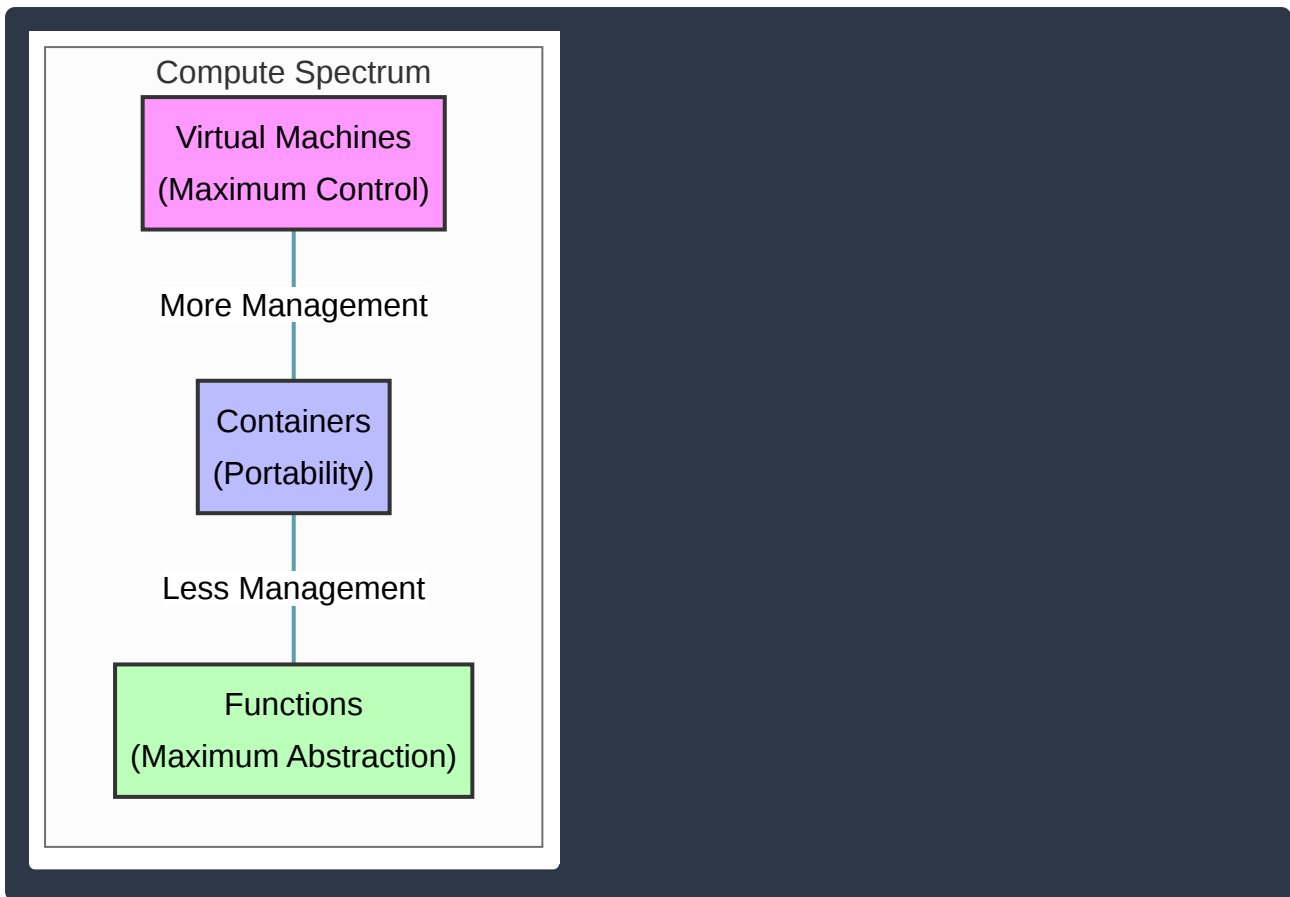 Compute Spectrum
Virtual Machines
(Maximum Control)
More Management
Containers
(Portability)
Less Management
Functions
(Maximum Abstraction)